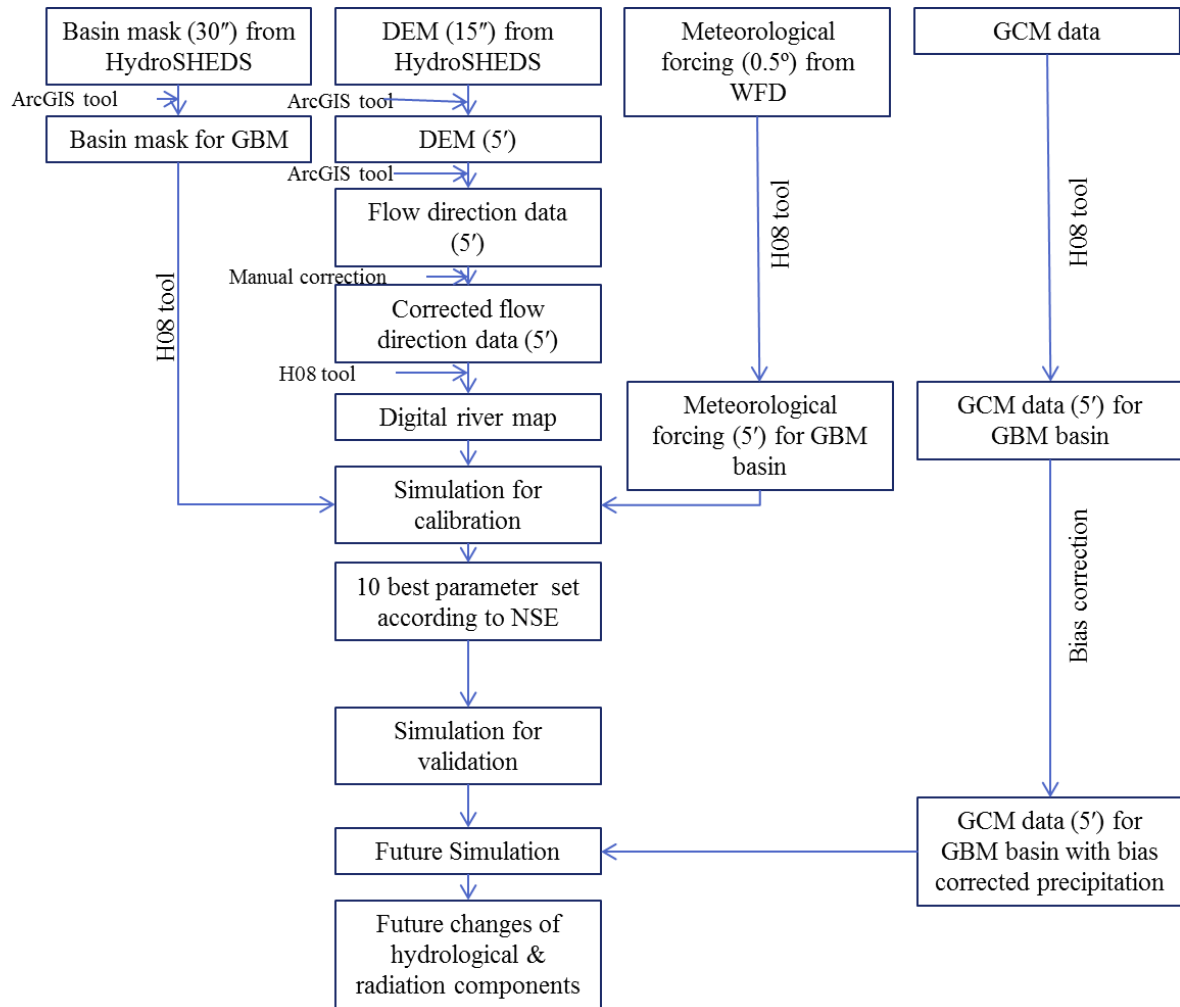 Basin mask (30″) from
HydroSHEDS
DEM (15″) from
HydroSHEDS
Meteorological
forcing (0.5º) from
WFD
GCM data
ArcGIS tool
ArcGIS tool
Basin mask for GBM
DEM (5′)
ArcGIS tool
Flow direction data
(5′)
H08 tool
H08 tool
H08 tool
Manual correction
Corrected flow
direction data (5′)
H08 tool
Digital river map
Meteorological
forcing (5′) for GBM
basin
GCM data (5′) for
GBM basin
Simulation for
calibration
10 best parameter set
according to NSE
Bias correction
Simulation for
validation
Future Simulation
GCM data (5′) for
GBM basin with bias
corrected precipitation
Future changes of
hydrological &
radiation components